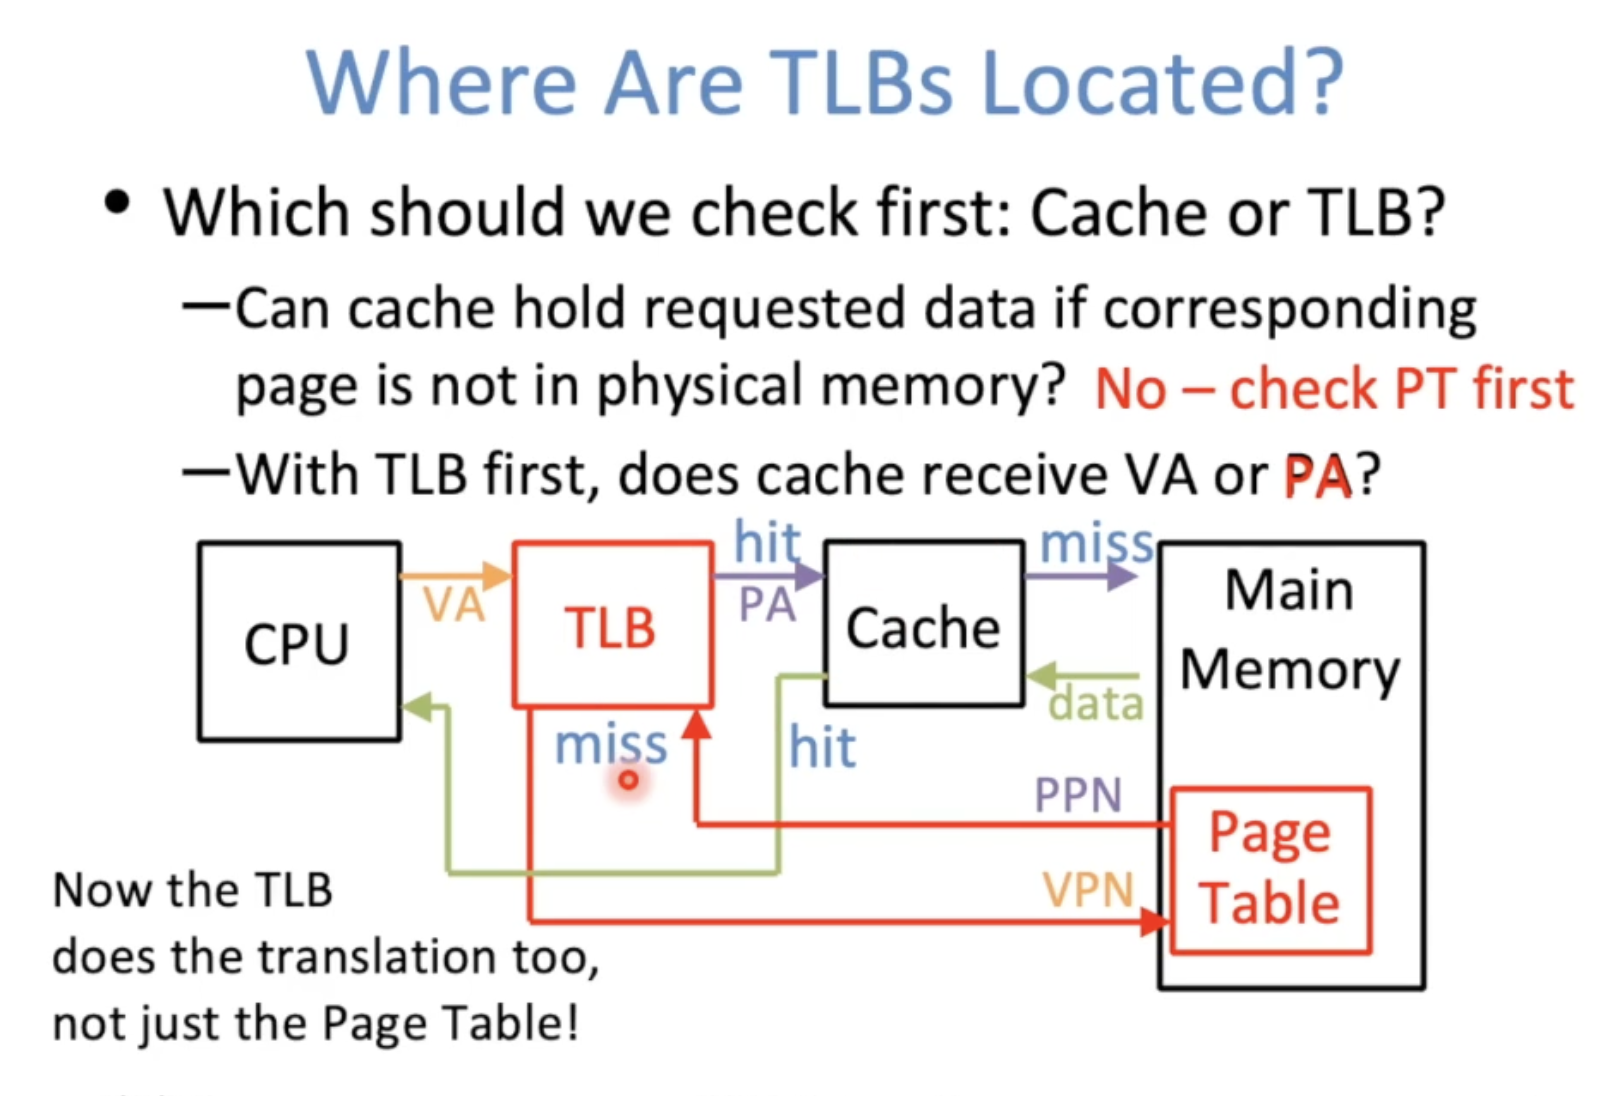 Where Are TLBs Located?
• Which should we check first: Cache or TLB?
—Can cache hold requested data if corresponding
page is not in physical memory? No – check PT first
—With TLB first, does cache receive VA or PA?
hit
miss
CPU
VA
TLB
PA
Cache
Main
Memory
data
miss
hit
PPN
Page
Table
VPN
Now the TLB
does the translation too,
not just the Page Table!